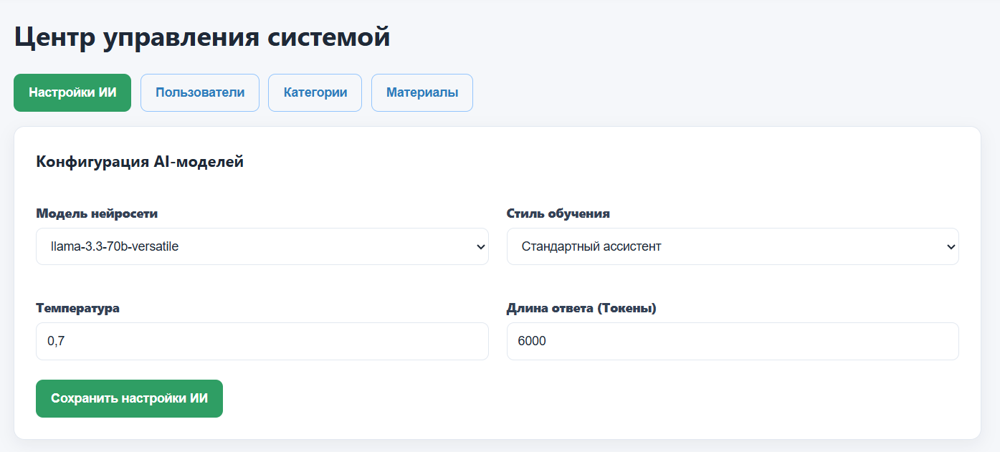 Центр управления системой
Настройки ИИ Пользователи Категории Материалы
Конфигурация AI-моделей
Модель нейросети Стиль обучения
llama-3.3-70b-versatile Стандартный ассистент
Температура Длина ответа (Токены)
0,7 6000
Сохранить настройки ИИ